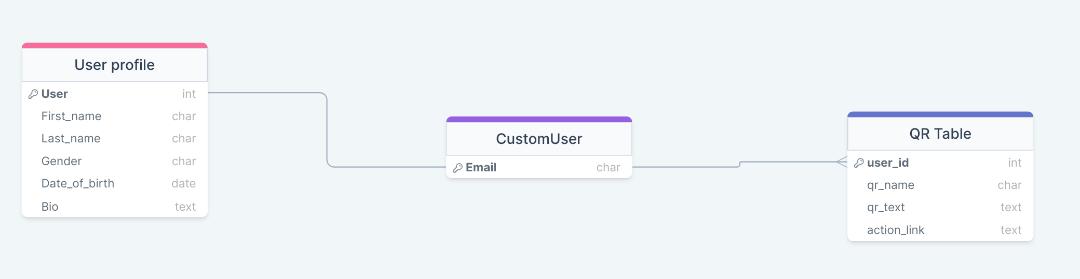 User profile
User int
First_name char
Last_name char
Gender char
Date_of_birth date
Bio text
CustomUser
Email char
QR Table
user_id int
qr_name char
qr_text text
action_link text